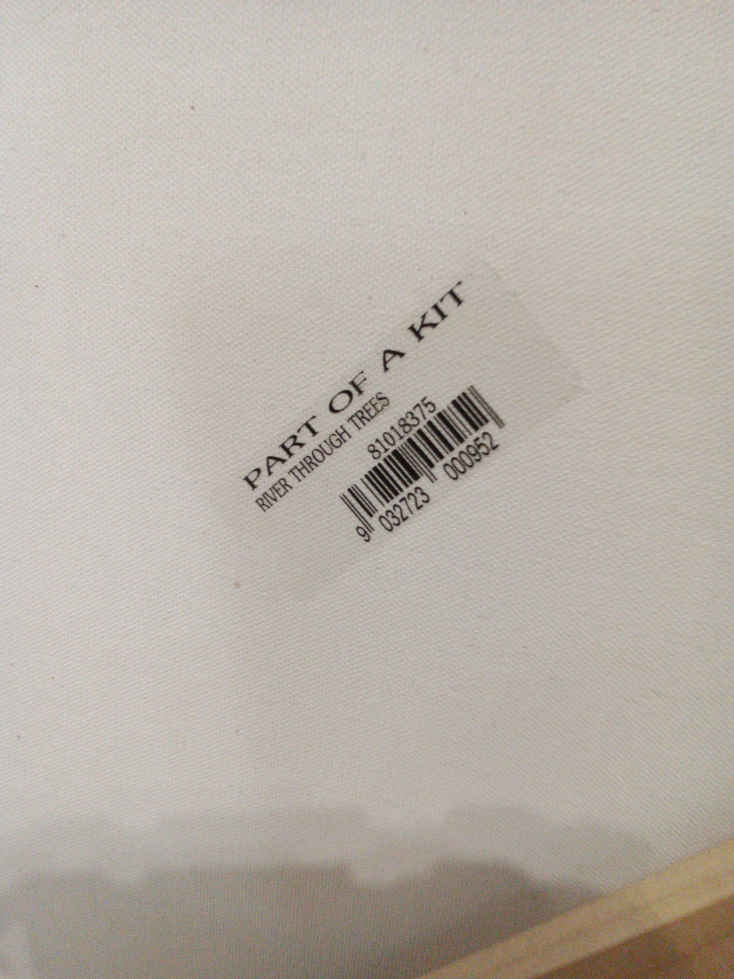 PART OF A KIT
RIVER THROUGH TREES
81018375
9 032723 000952